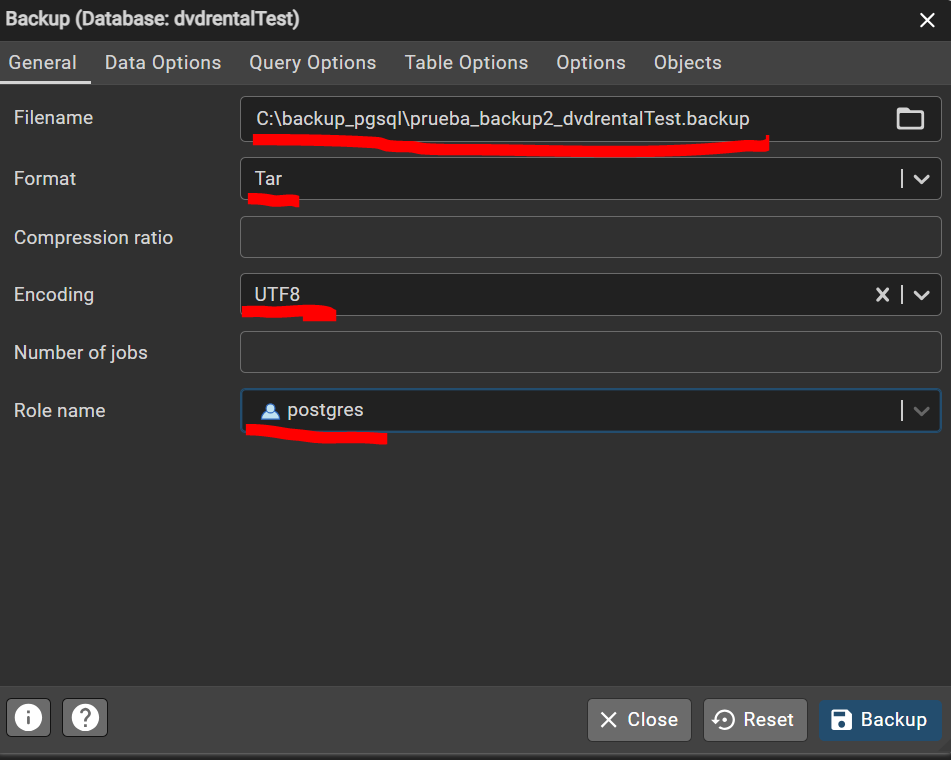 Backup (Database: dvdrentalTest)
General Data Options Query Options Table Options Options Objects
Filename C:\backup_pgsql\prueba_backup2_dvdrentalTest.backup
Format Tar
Compression ratio
Encoding UTF8
Number of jobs
Role name postgres
Close Reset Backup